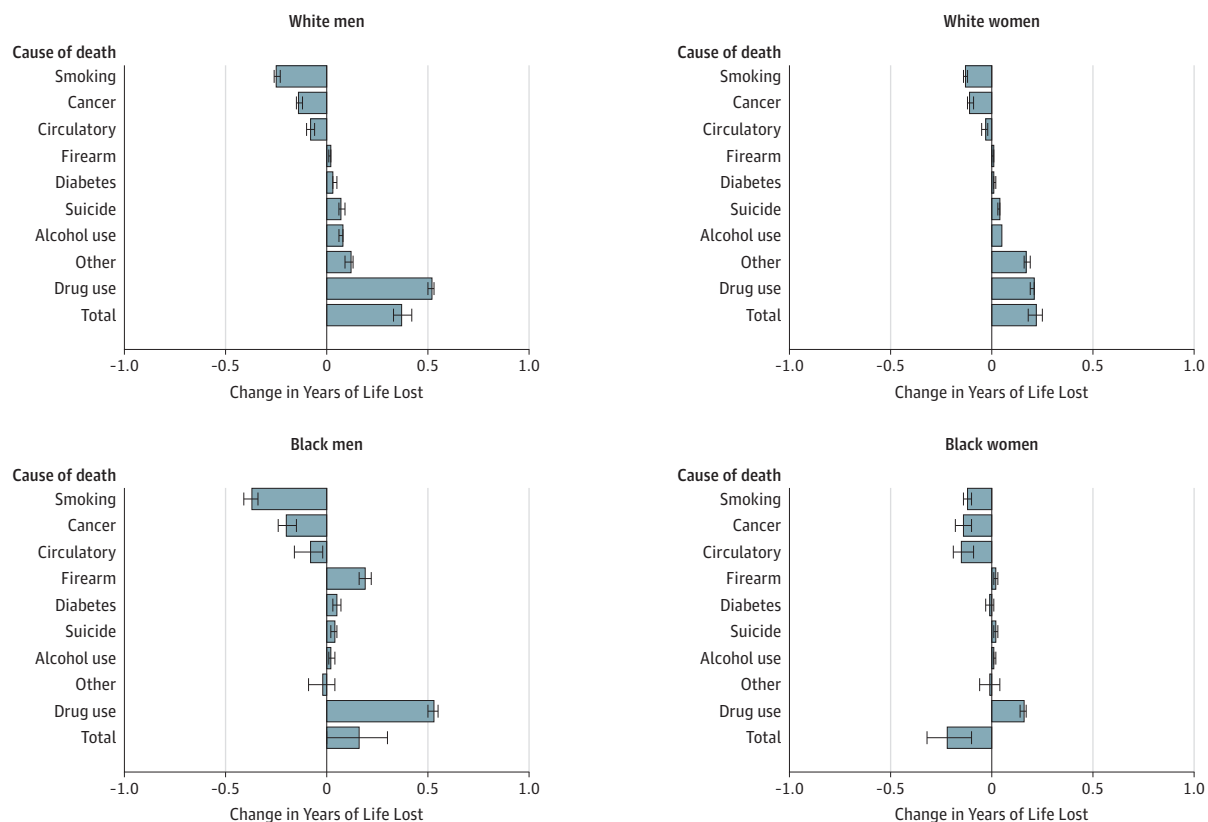 White men
Cause of death
Smoking
Cancer
Circulatory
Firearm
Diabetes
Suicide
Alcohol use
Other
Drug use
Total
-1.0 -0.5 0 0.5 1.0
Change in Years of Life Lost
White women
Cause of death
Smoking
Cancer
Circulatory
Firearm
Diabetes
Suicide
Alcohol use
Other
Drug use
Total
-1.0 -0.5 0 0.5 1.0
Change in Years of Life Lost
Black men
Cause of death
Smoking
Cancer
Circulatory
Firearm
Diabetes
Suicide
Alcohol use
Other
Drug use
Total
-1.0 -0.5 0 0.5 1.0
Change in Years of Life Lost
Black women
Cause of death
Smoking
Cancer
Circulatory
Firearm
Diabetes
Suicide
Alcohol use
Other
Drug use
Total
-1.0 -0.5 0 0.5 1.0
Change in Years of Life Lost